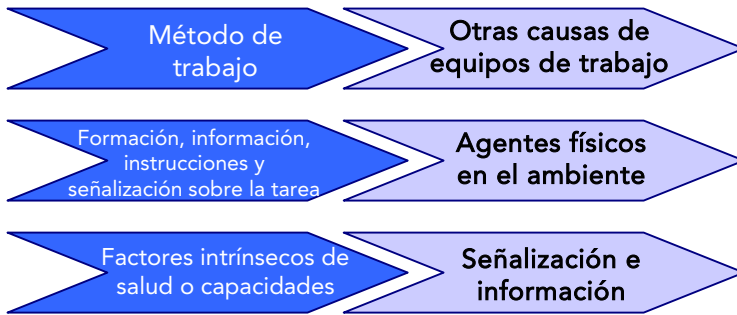 Método de
trabajo
Otras causas de
equipos de trabajo
Formación, información,
instrucciones y
señalización sobre la tarea
Agentes físicos
en el ambiente
Factores intrínsecos de
salud o capacidades
Señalización e
información